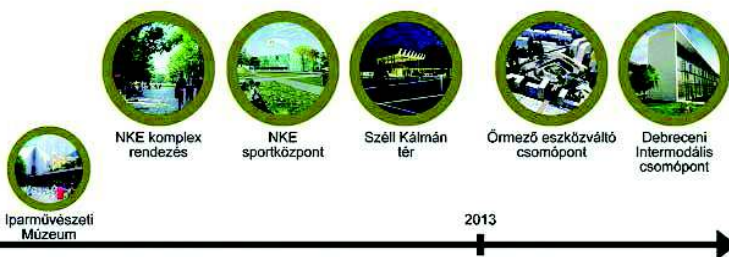 NKE komplex
rendezés
NKE
sportközpont
Széll Kálmán
tér
Őrmező eszközváltó
csomópont
Debreceni
Intermodális
csomópont
Iparművészeti
Múzeum
2013